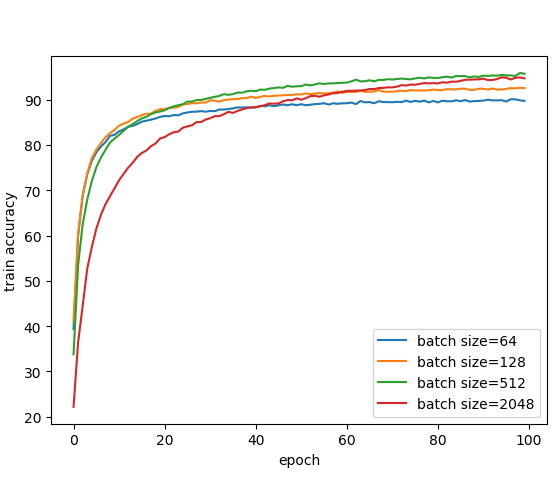 90
80
70
60
50
40
30
20
train accuracy
0
20
40
60
80
100
epoch
batch size=64
batch size=128
batch size=512
batch size=2048